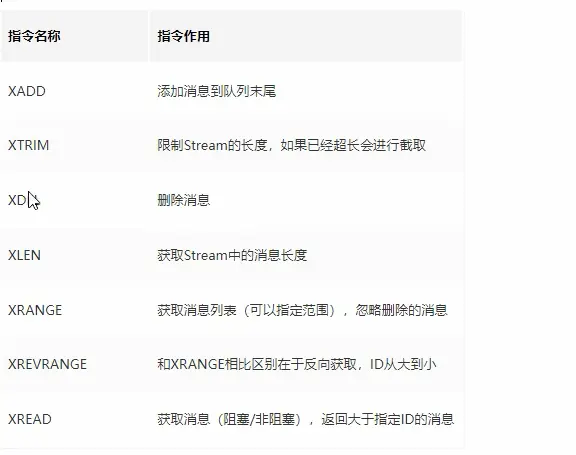 指令名称 指令作用
XADD 添加消息到队列末尾
XTRIM 限制Stream的长度，如果已经超长会进行截取
删除消息
XLEN 获取Stream中的消息长度
XRANGE 获取消息列表（可以指定范围），忽略删除的消息
XREVRANGE 和XRANGE相比区别在于反向获取，ID从大到小
XREAD 获取消息（阻塞/非阻塞），返回大于指定ID的消息